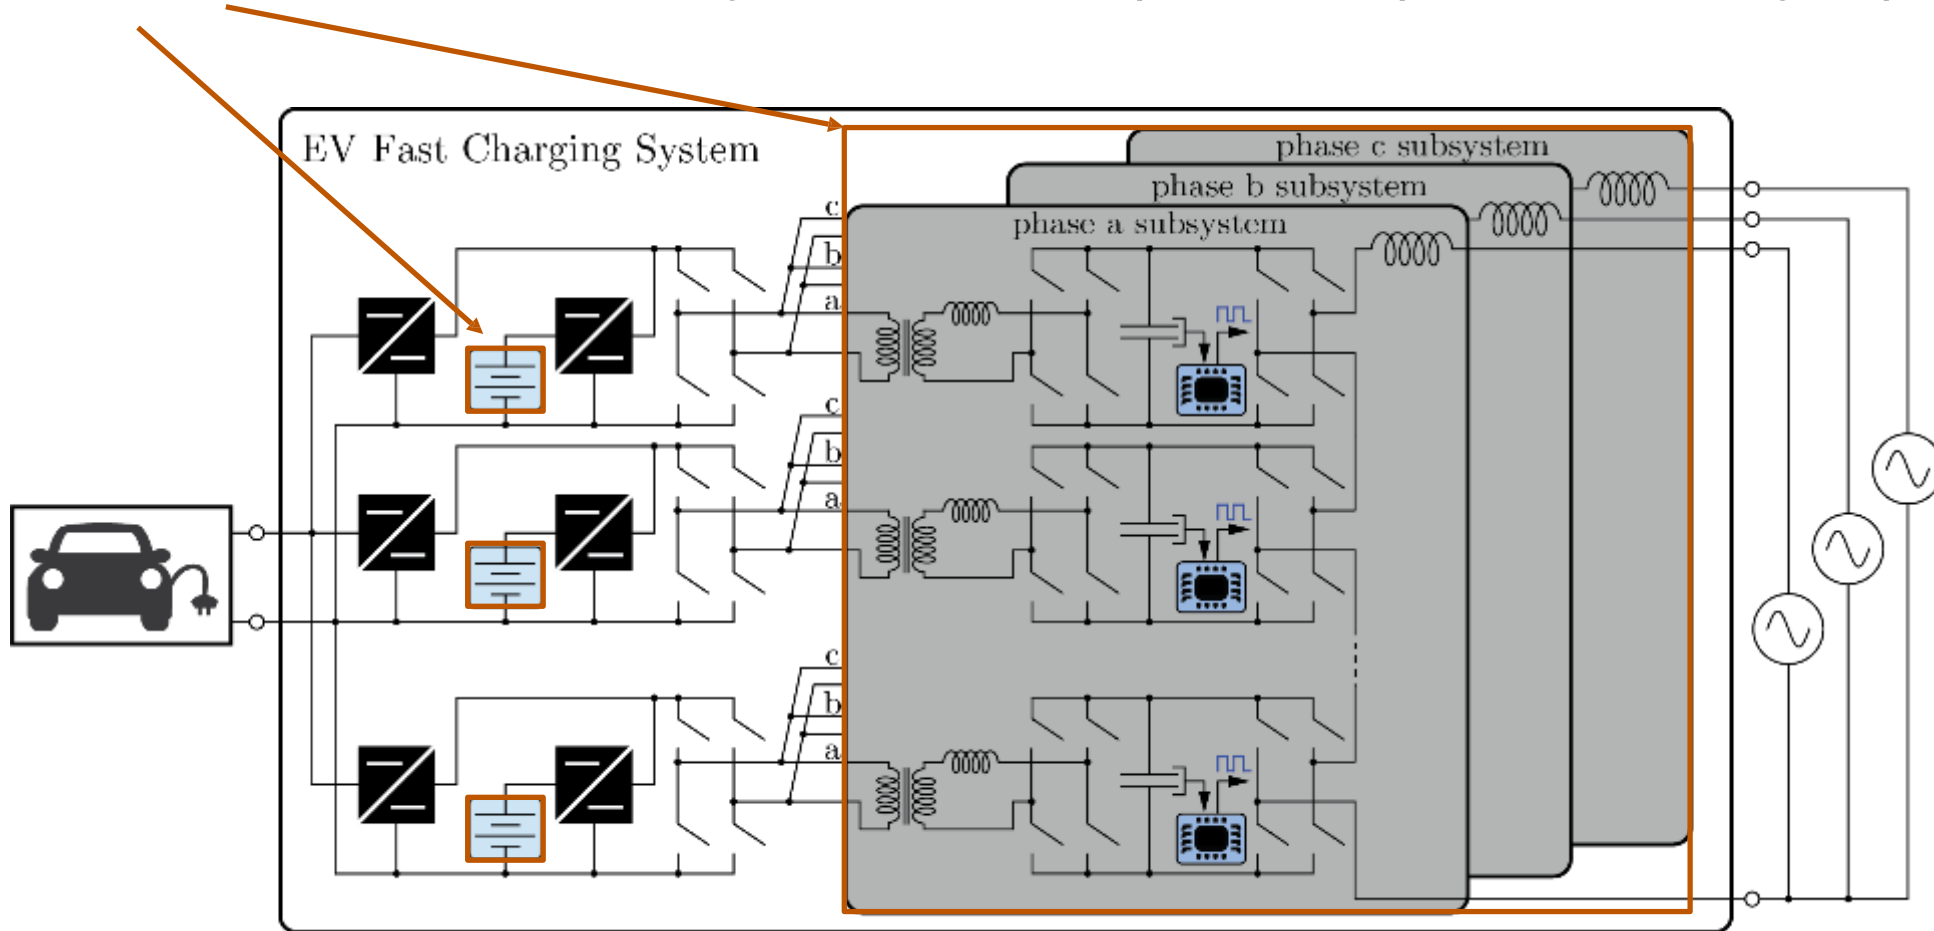 EV Fast Charging System
phase c subsystem
phase b subsystem
phase a subsystem
c
b
a
c
b
a
c
b
a